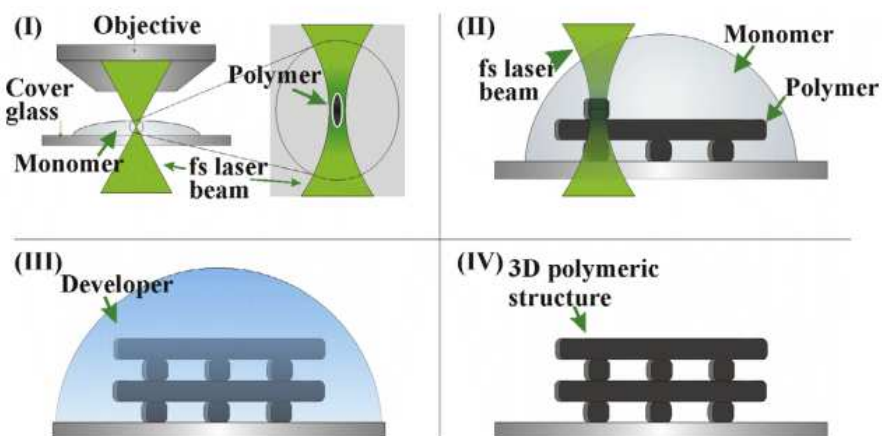 (I)
Objective
Cover
glass
Monomer
Polymer
fs laser
beam
(II)
fs laser
beam
Monomer
Polymer
(III)
Developer
(IV)
3D polymeric
structure